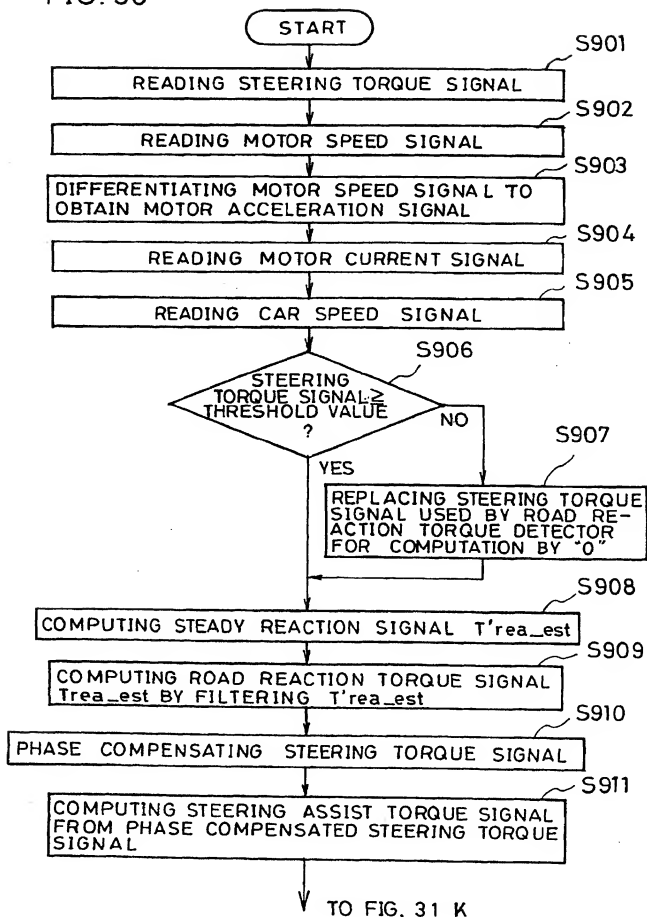 START
S901
READING STEERING TORQUE SIGNAL
S902
READING MOTOR SPEED SIGNAL
S903
DIFFERENTIATING MOTOR SPEED SIGNAL TO
OBTAIN MOTOR ACCELERATION SIGNAL
S904
READING MOTOR CURRENT SIGNAL
S905
READING CAR SPEED SIGNAL
S906
STEERING
TORQUE SIGNAL ≧
THRESHOLD VALUE
?
NO
YES
S907
REPLACING STEERING TORQUE
SIGNAL USED BY ROAD RE-
ACTION TORQUE DETECTOR
FOR COMPUTATION BY "0"
S908
COMPUTING STEADY REACTION SIGNAL T'rea_est
S909
COMPUTING ROAD REACTION TORQUE SIGNAL
Trea_est BY FILTERING T'rea_est
S910
PHASE COMPENSATING STEERING TORQUE SIGNAL
S911
COMPUTING STEERING ASSIST TORQUE SIGNAL
FROM PHASE COMPENSATED STEERING TORQUE
SIGNAL
TO FIG. 31 K